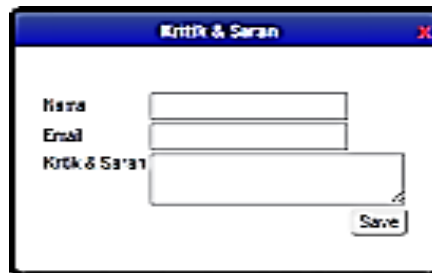 Kritik & Saran X
Nama
Email
Kritik & Saran
Save